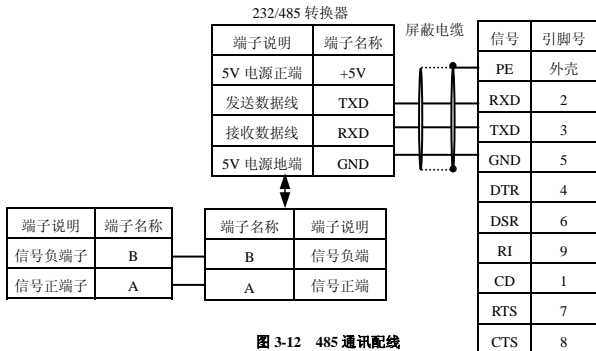 232/485 转换器
端子说明 端子名称
5V 电源正端 +5V
发送数据线 TXD
接收数据线 RXD
5V 电源地端 GND
屏蔽电缆
信号 引脚号
PE 外壳
RXD 2
TXD 3
GND 5
DTR 4
DSR 6
RI 9
CD 1
RTS 7
CTS 8
端子说明 端子名称
信号负端子 B
信号正端子 A
端子名称 端子说明
B 信号负端
A 信号正端
图 3-12 485 通讯配线